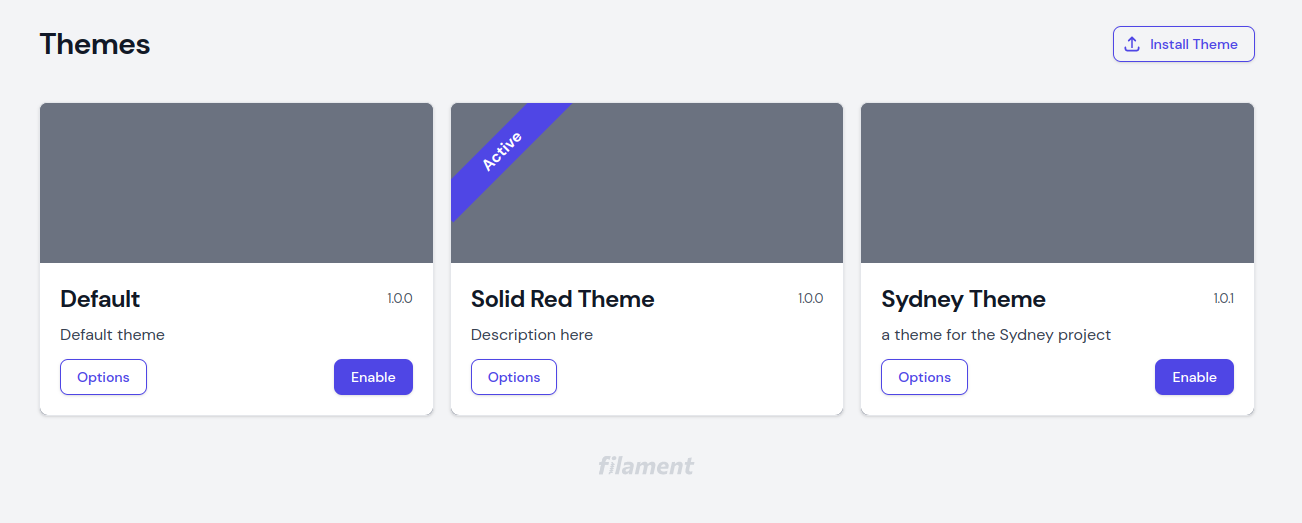 Themes
Install Theme
Active
Default
1.0.0
Default theme
Options
Enable
Solid Red Theme
1.0.0
Description here
Options
Sydney Theme
1.0.1
a theme for the Sydney project
Options
Enable
filament